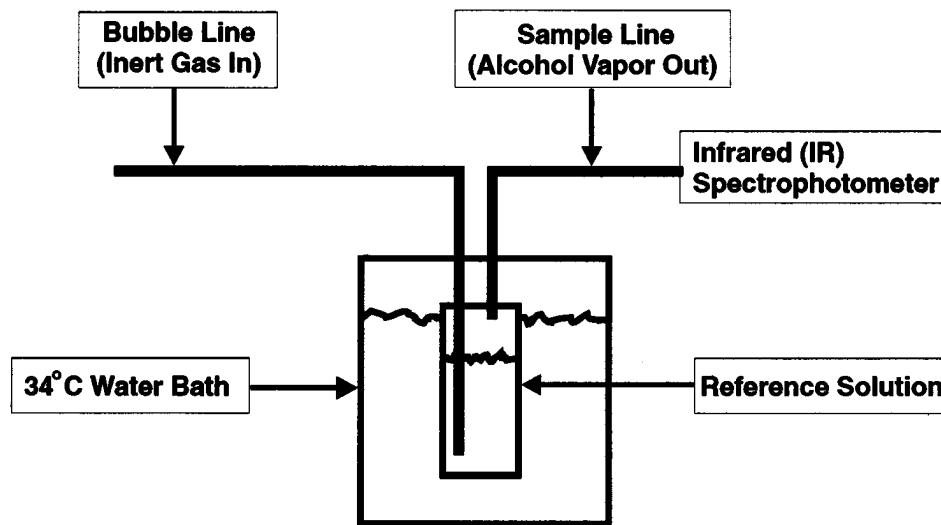 Bubble Line
(Inert Gas In)
Sample Line
(Alcohol Vapor Out)
Infrared (IR)
Spectrophotometer
34°C Water Bath
Reference Solution